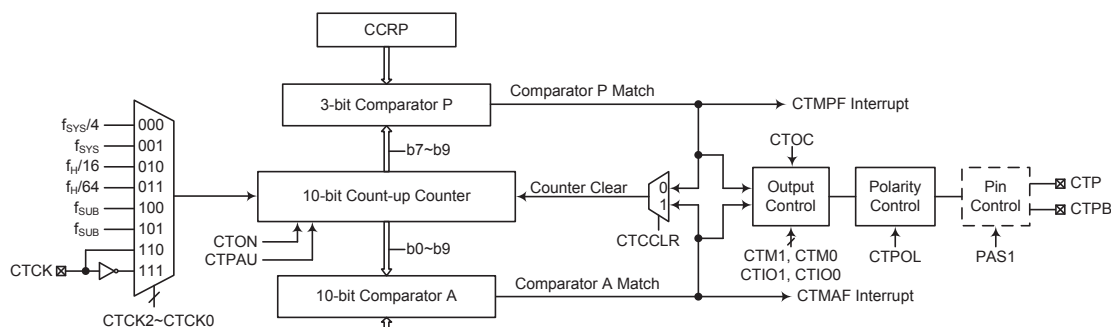 CCRP
3-bit Comparator P
Comparator P Match
CTMPF Interrupt
b7~b9
CTOC
fSYS/4
000
fSYS
001
fH/16
010
fH/64
011
fSUB
100
fSUB
101
110
111
CTCK
CTCK2~CTCK0
10-bit Count-up Counter
Counter Clear
0
1
CTCCLR
Output
Control
Polarity
Control
Pin
Control
CTP
CTPB
CTON
CTPAU
b0~b9
CTM1, CTM0
CTIO1, CTIO0
CTPOL
PAS1
10-bit Comparator A
Comparator A Match
CTMAF Interrupt